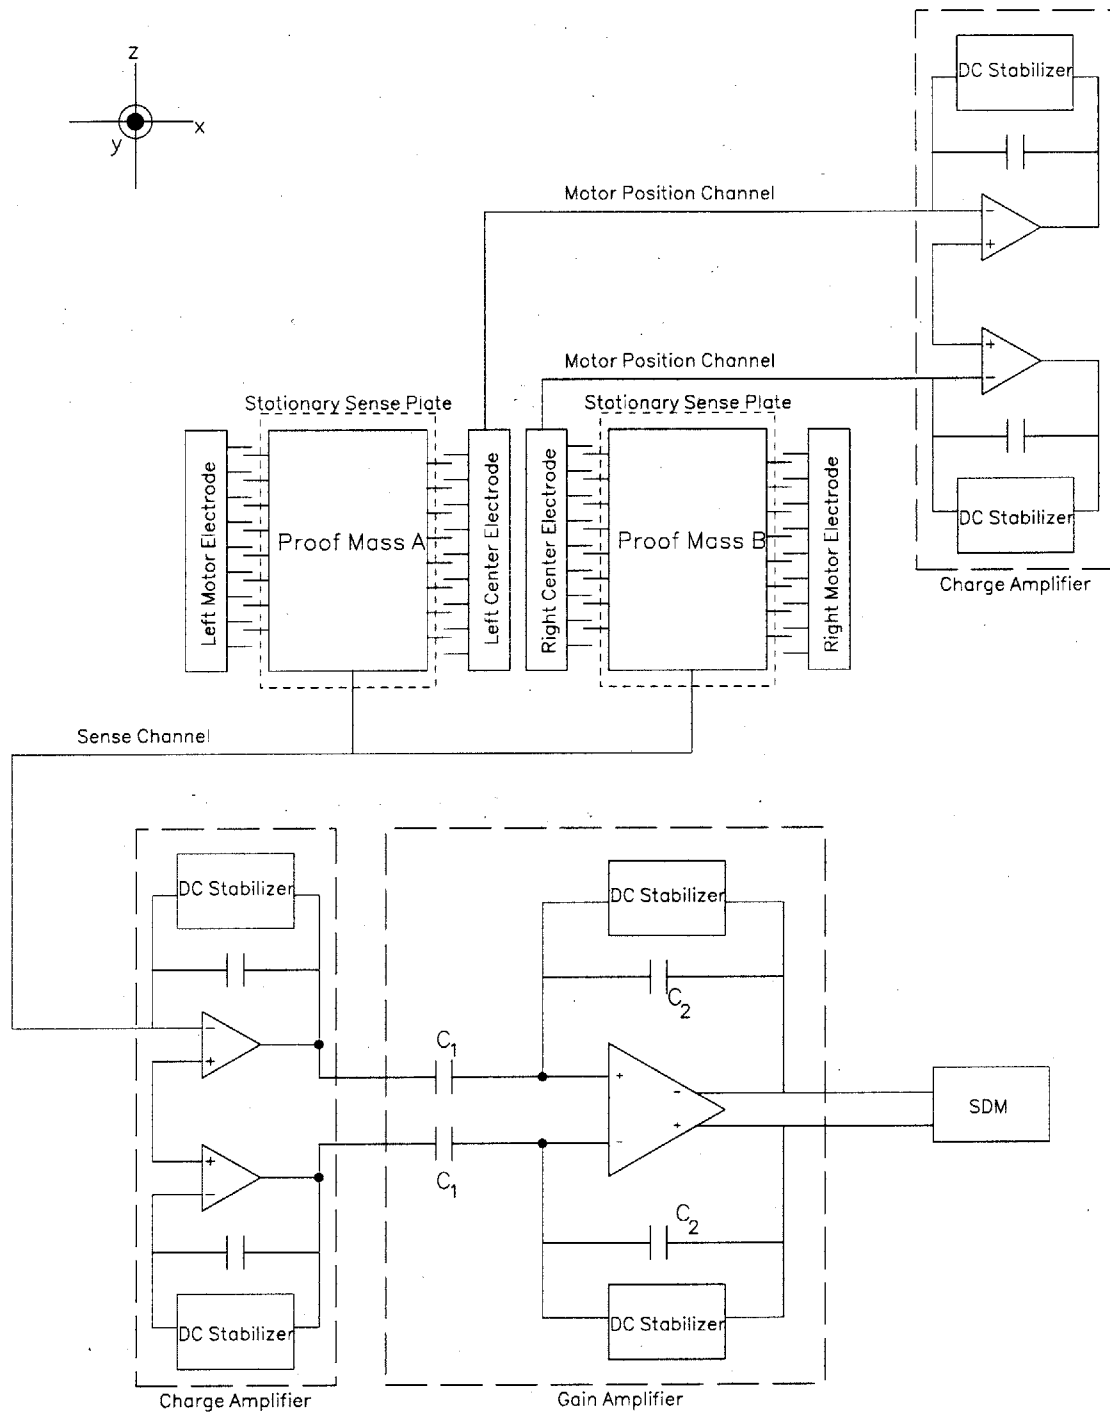 z
x
y
DC Stabilizer
Motor Position Channel
−
+
+
−
Motor Position Channel
DC Stabilizer
Charge Amplifier
Stationary Sense Plate
Stationary Sense Plate
Left Motor Electrode
Proof Mass A
Left Center Electrode
Right Center Electrode
Proof Mass B
Right Motor Electrode
Sense Channel
DC Stabilizer
DC Stabilizer
C2
−
+
C1
+
−
SDM
+
−
C1
+
−
C2
DC Stabilizer
DC Stabilizer
Charge Amplifier
Gain Amplifier